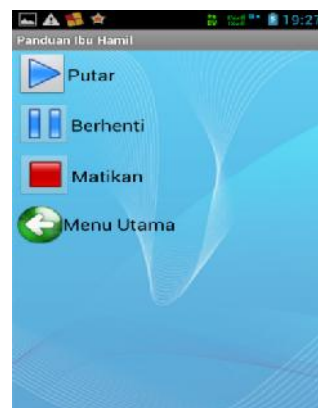 19:27
Panduan Ibu Hamil
Putar
Berhenti
Matikan
Menu Utama